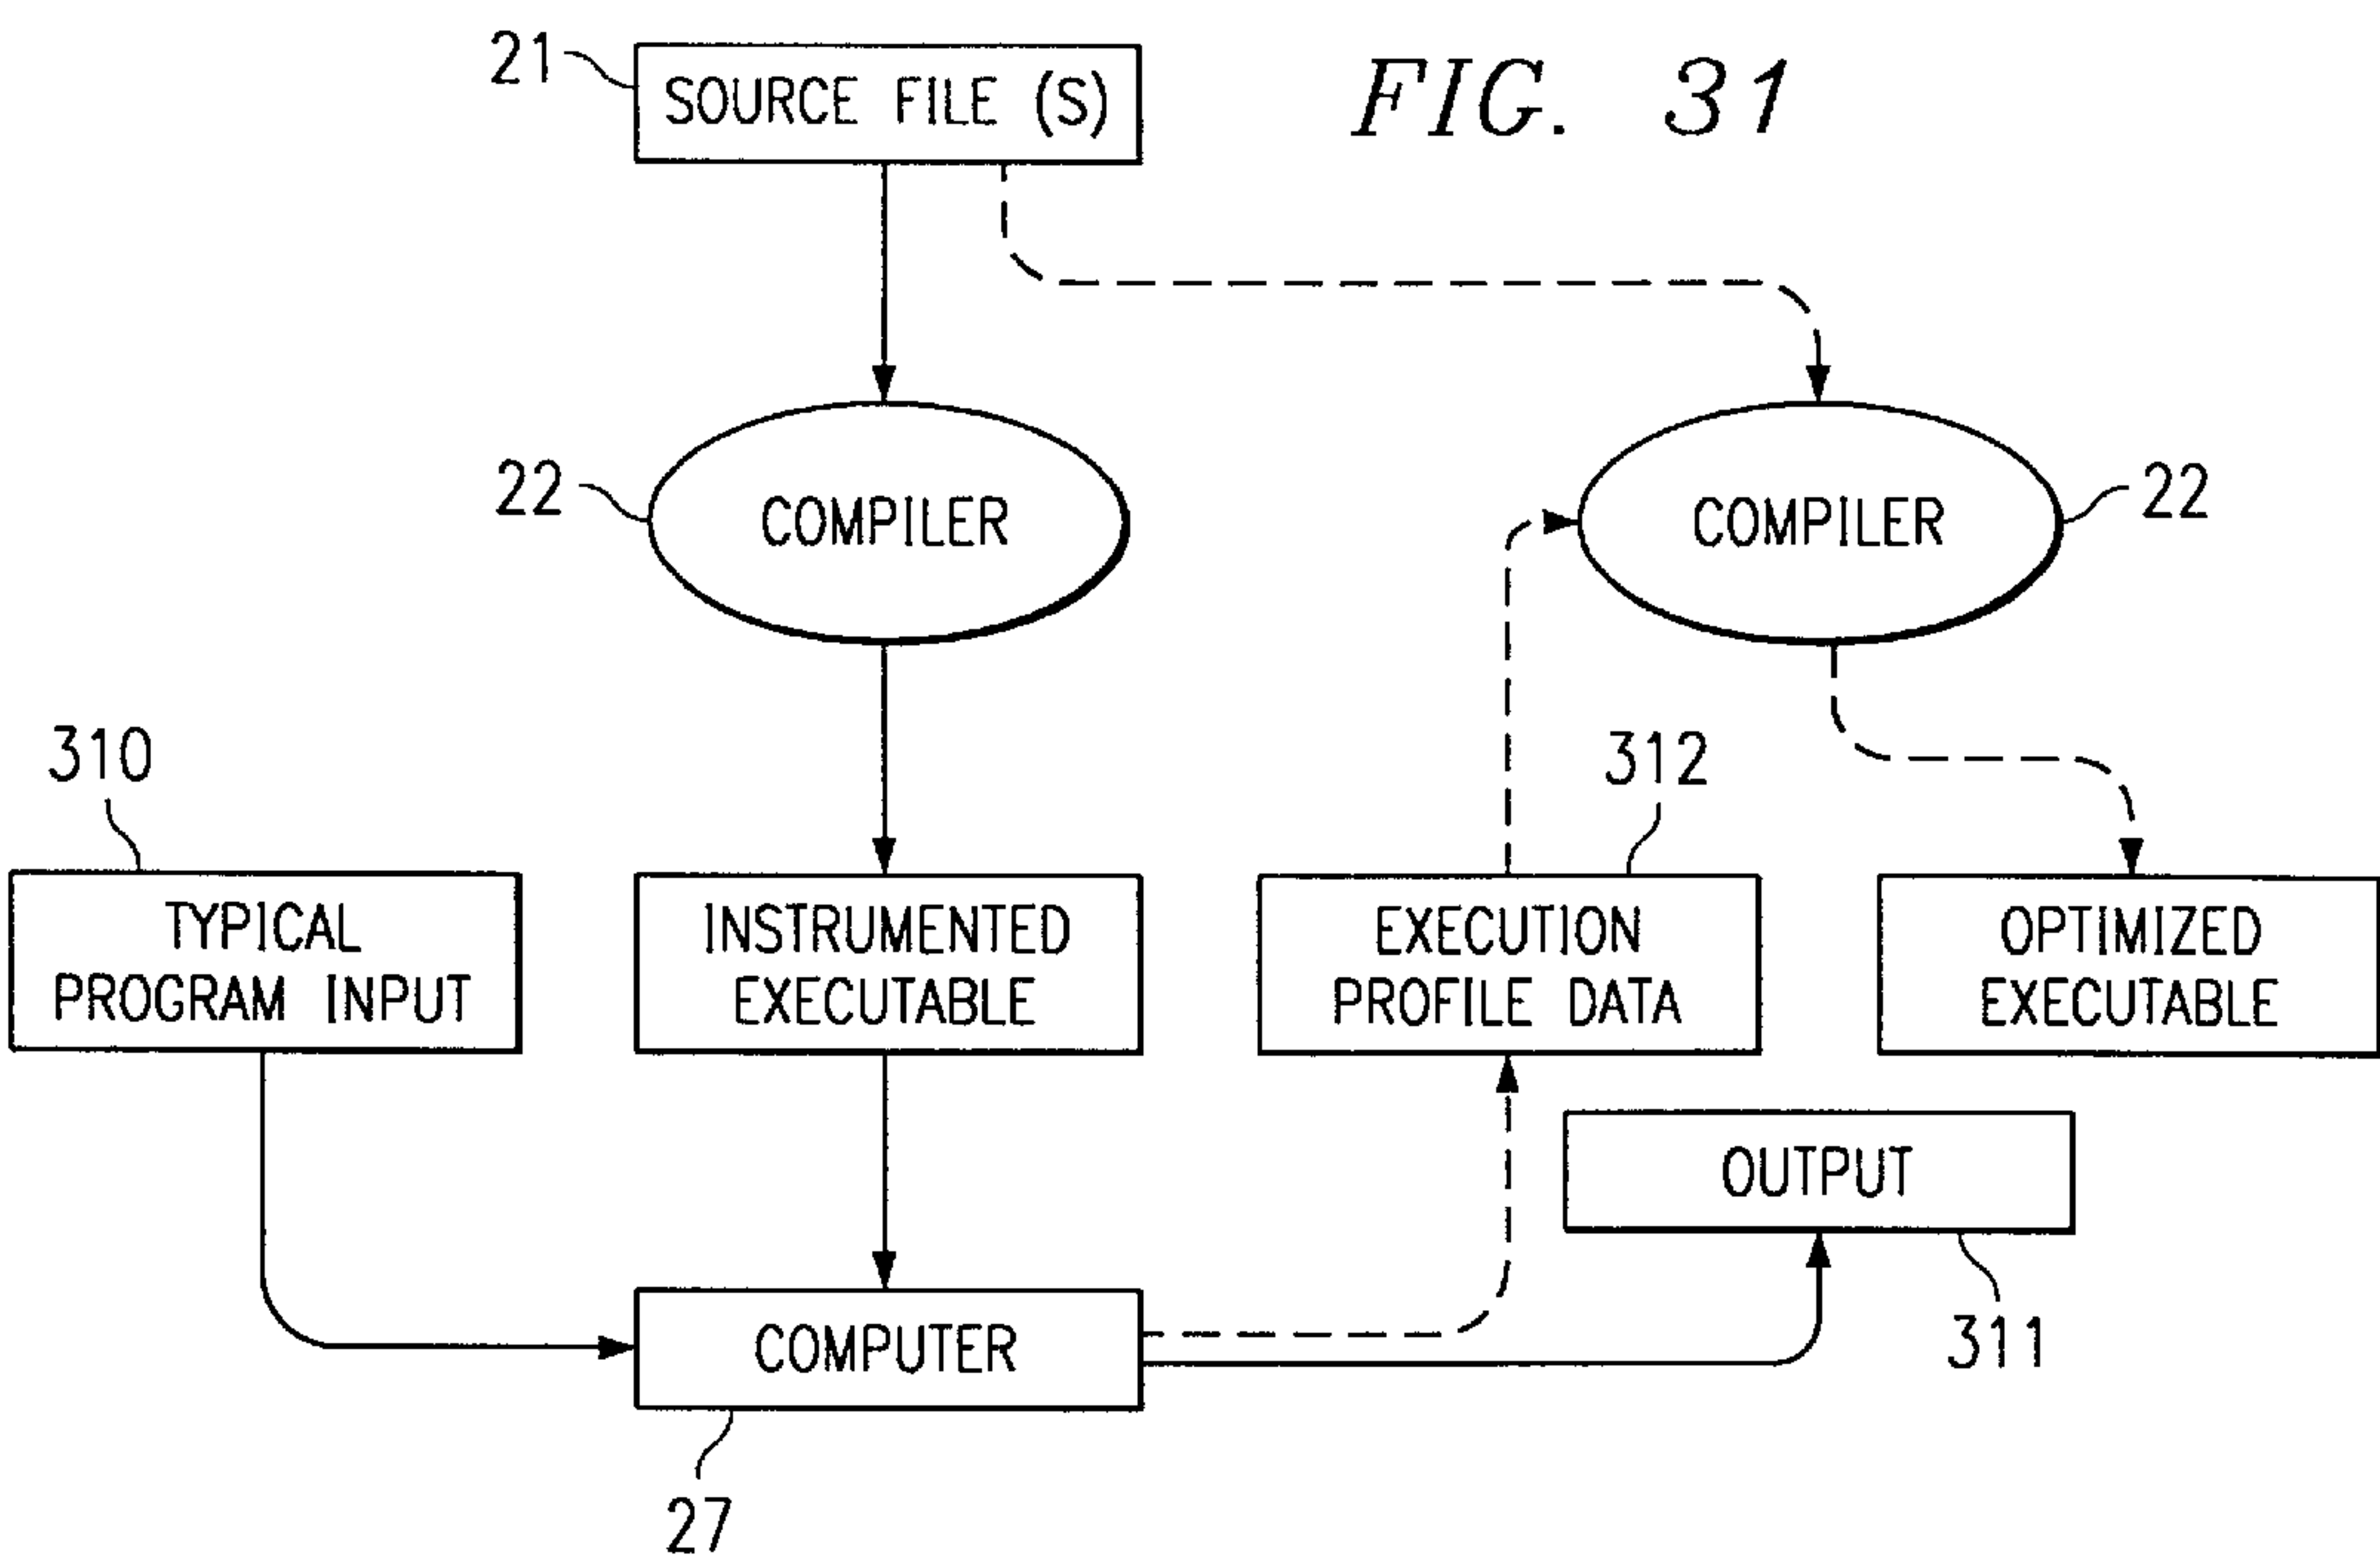 21
SOURCE FILE (S)
FIG. 31
22
COMPILER
COMPILER
22
310
312
TYPICAL
PROGRAM INPUT
INSTRUMENTED
EXECUTABLE
EXECUTION
PROFILE DATA
OPTIMIZED
EXECUTABLE
OUTPUT
311
COMPUTER
27